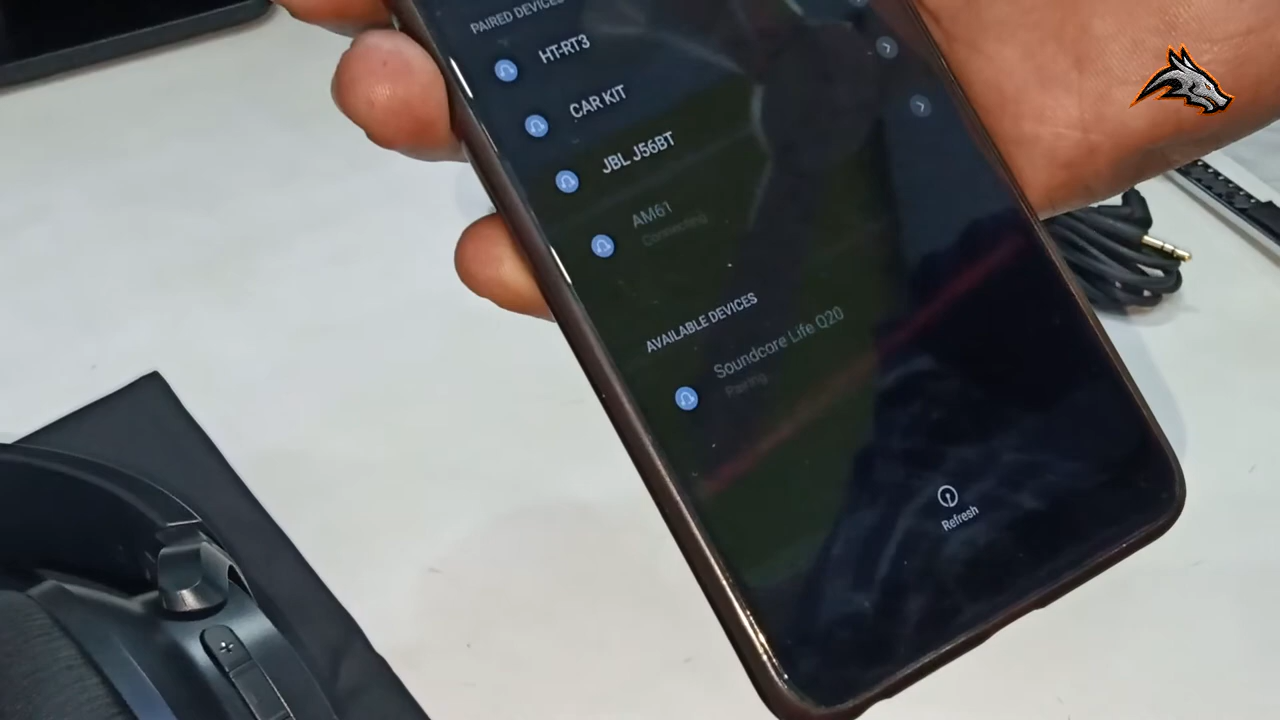 PAIRED DEVICES
HT-RT3
CAR KIT
JBL J56BT
AM61
Connecting...
AVAILABLE DEVICES
Soundcore Life Q20
Pairing...
Refresh
+